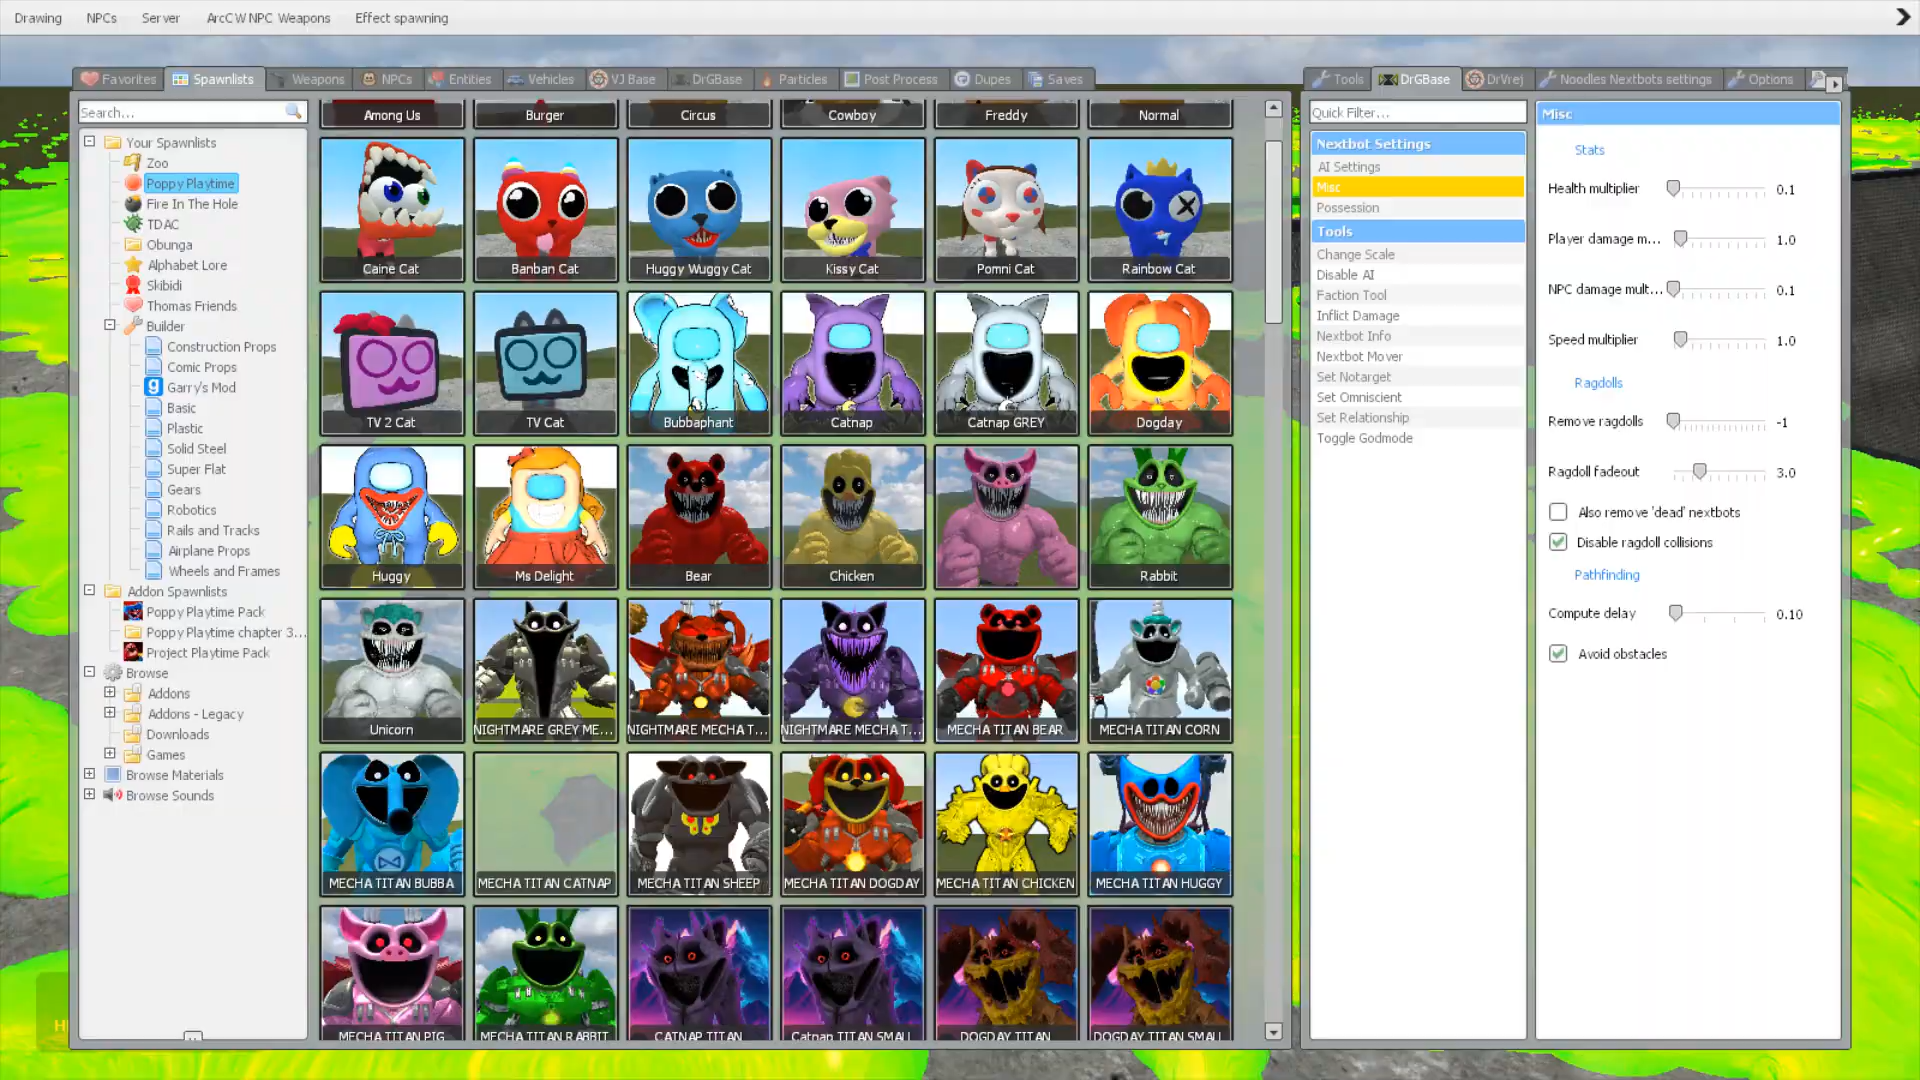 Drawing NPCs Server ArcCW NPC Weapons Effect spawning
Favorites Spawnlists Weapons NPCs Entities Vehicles VJ Base DrGBase Particles Post Process Dupes Saves
Tools DrGBase DrVrej Noodles Nextbots settings Options
Search...
Your Spawnlists
Zoo
Poppy Playtime
Fire In The Hole
TDAC
Obunga
Alphabet Lore
Skibidi
Thomas Friends
Builder
Construction Props
Comic Props
Garry's Mod
Basic
Plastic
Solid Steel
Super Flat
Gears
Robotics
Rails and Tracks
Airplane Props
Wheels and Frames
Addon Spawnlists
Poppy Playtime Pack
Poppy Playtime chapter 3...
Project Playtime Pack
Browse
Addons
Addons - Legacy
Downloads
Games
Browse Materials
Browse Sounds
Among Us Burger Circus Cowboy Freddy Normal
Caine Cat Banban Cat Huggy Wuggy Cat Kissy Cat Pomni Cat Rainbow Cat
TV 2 Cat TV Cat Bubbaphant Catnap Catnap GREY Dogday
Huggy Ms Delight Bear Chicken Rabbit
Unicorn NIGHTMARE GREY ME... NIGHTMARE MECHA T... NIGHTMARE MECHA T... MECHA TITAN BEAR MECHA TITAN CORN
MECHA TITAN BUBBA MECHA TITAN CATNAP MECHA TITAN SHEEP MECHA TITAN DOGDAY MECHA TITAN CHICKEN MECHA TITAN HUGGY
MECHA TITAN PIG MECHA TITAN RABBIT CATNAP TITAN Catnap TITAN SMALL DOGDAY TITAN DOGDAY TITAN SMALL
Quick Filter...
Nextbot Settings
AI Settings
Misc
Possession
Tools
Change Scale
Disable AI
Faction Tool
Inflict Damage
Nextbot Info
Nextbot Mover
Set Notarget
Set Omniscient
Set Relationship
Toggle Godmode
Misc
Stats
Health multiplier 0.1
Player damage m... 1.0
NPC damage mult... 0.1
Speed multiplier 1.0
Ragdolls
Remove ragdolls -1
Ragdoll fadeout 3.0
Also remove 'dead' nextbots
Disable ragdoll collisions
Pathfinding
Compute delay 0.10
Avoid obstacles